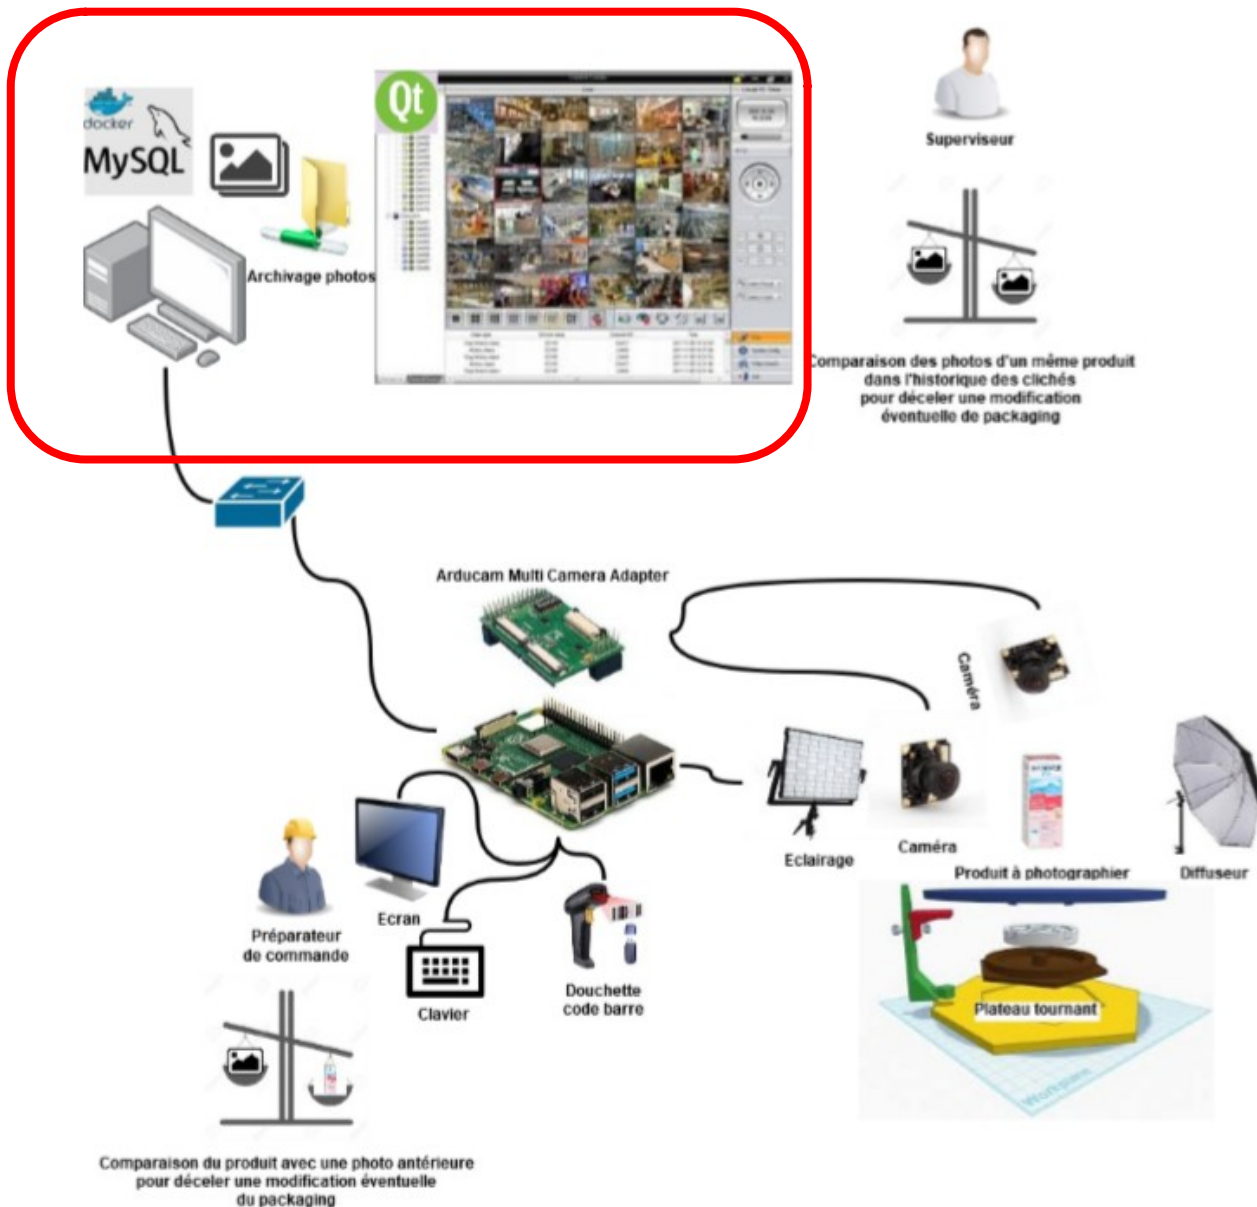 docker
MySQL
Qt
Archivage photos
Superviseur
Comparaison des photos d'un même produit
dans l'historique des clichés
pour déceler une modification
éventuelle de packaging
Arducam Multi Camera Adapter
Caméra
Eclairage
Caméra
Produit à photographier
Diffuseur
Ecran
Préparateur
de commande
Clavier
Douchette
code barre
Plateau tournant
Workplane
Comparaison du produit avec une photo antérieure
pour déceler une modification éventuelle
du packaging